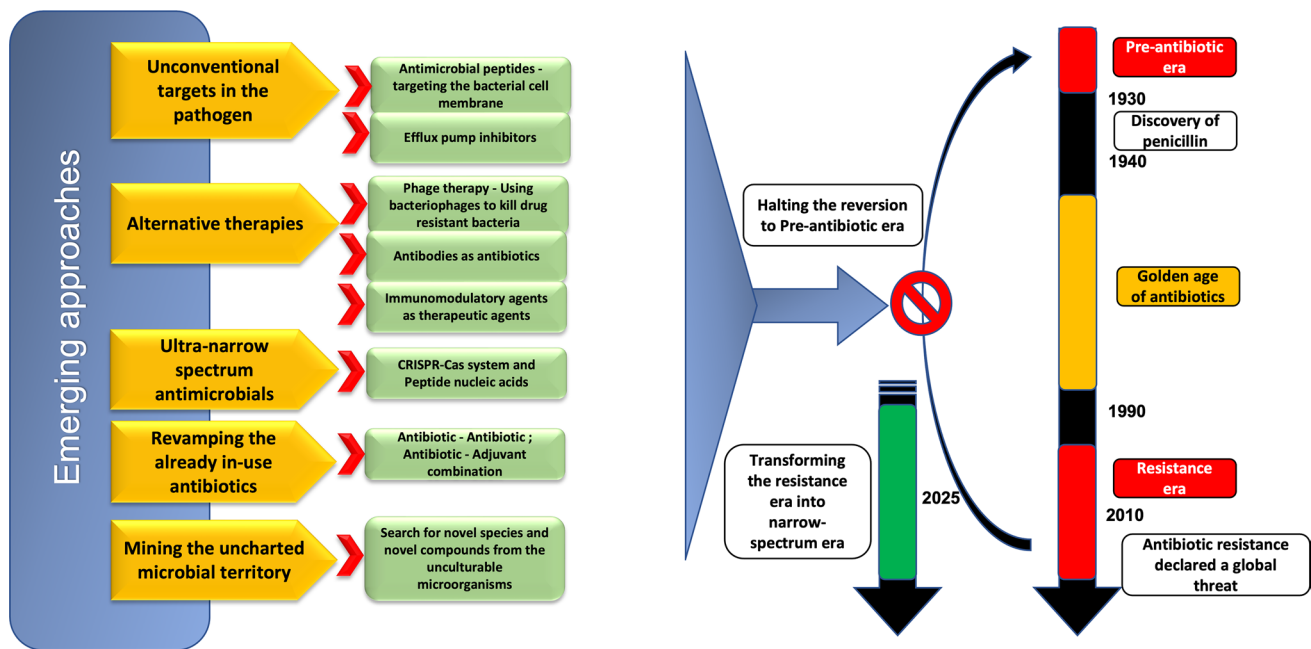 Emerging approaches
Unconventional
targets in the
pathogen
Antimicrobial peptides -
targeting the bacterial cell
membrane
Efflux pump inhibitors
Alternative therapies
Phage therapy - Using
bacteriophages to kill drug
resistant bacteria
Antibodies as antibiotics
Immunomodulatory agents
as therapeutic agents
Ultra-narrow
spectrum
antimicrobials
CRISPR-Cas system and
Peptide nucleic acids
Revamping the
already in-use
antibiotics
Antibiotic - Antibiotic ;
Antibiotic - Adjuvant
combination
Mining the uncharted
microbial territory
Search for novel species and
novel compounds from the
unculturable
microorganisms
Halting the reversion
to Pre-antibiotic era
Transforming
the resistance
era into
narrow-
spectrum era
2025
Pre-antibiotic
era
1930
Discovery of
penicillin
1940
Golden age
of antibiotics
1990
Resistance
era
2010
Antibiotic resistance
declared a global
threat